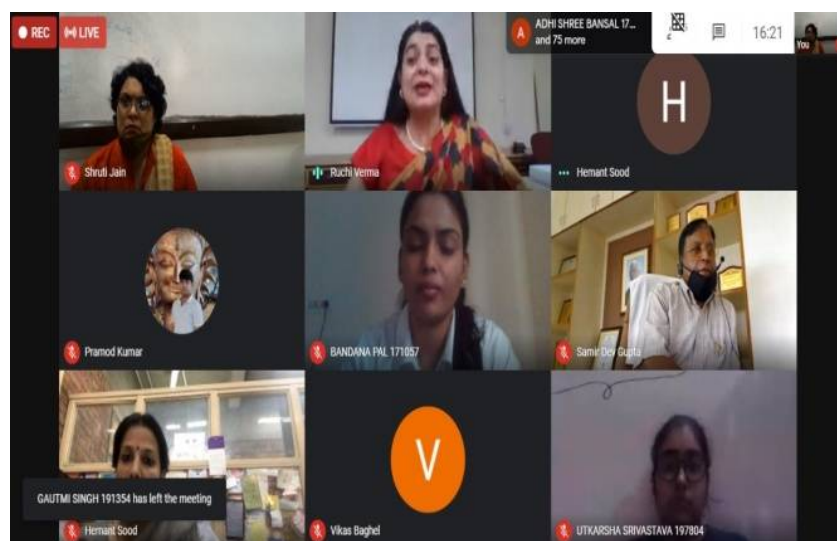 REC
LIVE
ADHI SHREE BANSAL 17...
and 75 more
16:21
You
Shruti Jain
Ruchi Verma
H
Hemant Sood
Pramod Kumar
BANDANA PAL 171057
Samir Dev Gupta
GAUTMI SINGH 191354 has left the meeting
Hemant Sood
V
Vikas Baghel
UTKARSHA SRIVASTAVA 197804
A